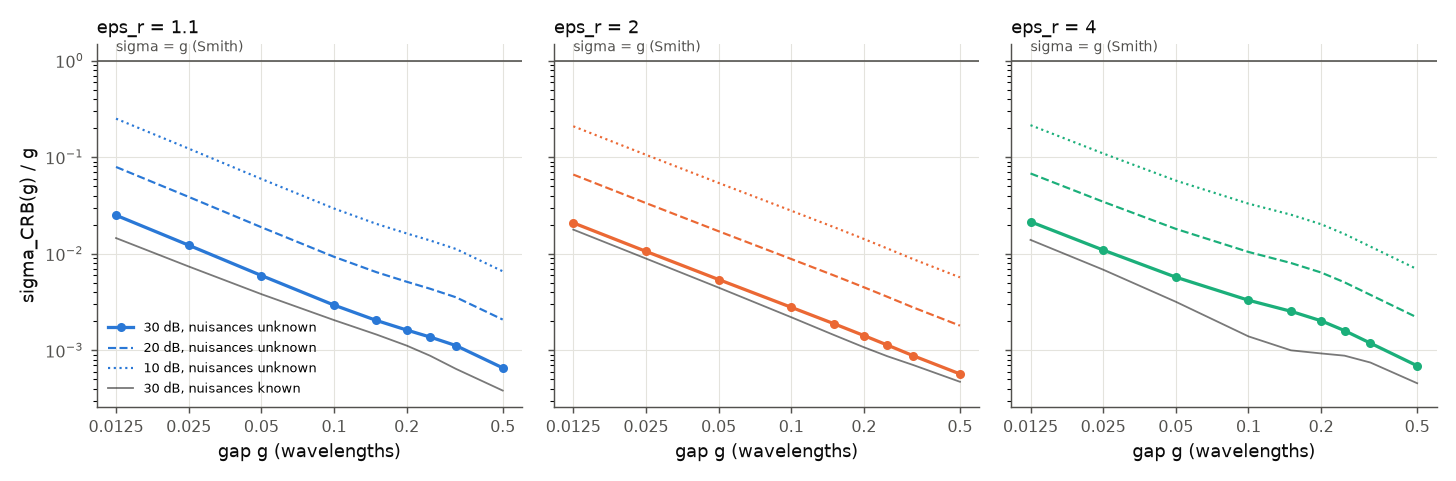 eps_r = 1.1
sigma = g (Smith)
eps_r = 2
sigma = g (Smith)
eps_r = 4
sigma = g (Smith)
sigma_CRB(g) / g
10⁰
10⁻¹
10⁻²
10⁻³
30 dB, nuisances unknown
20 dB, nuisances unknown
10 dB, nuisances unknown
30 dB, nuisances known
0.0125 0.025 0.05 0.1 0.2 0.5
gap g (wavelengths)
0.0125 0.025 0.05 0.1 0.2 0.5
gap g (wavelengths)
0.0125 0.025 0.05 0.1 0.2 0.5
gap g (wavelengths)